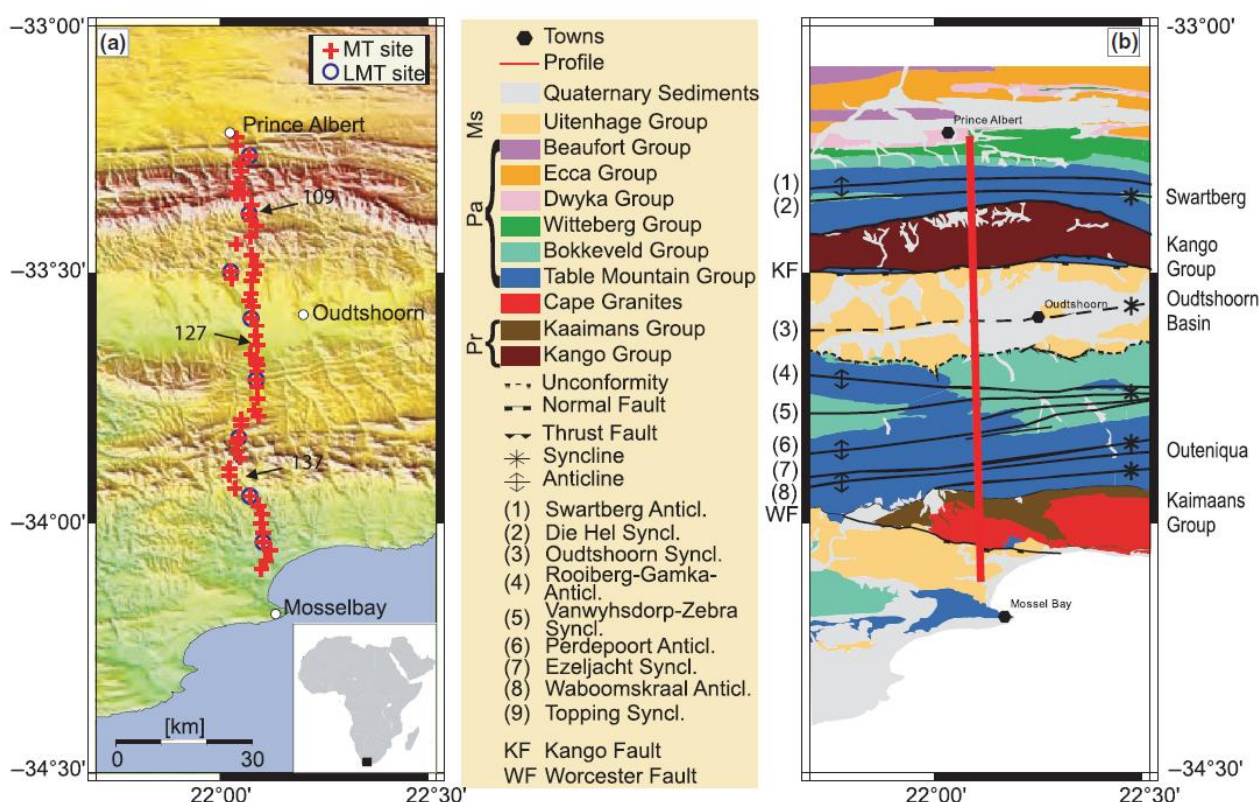 −33°00'
−33°30'
−34°00'
−34°30'
(a)
MT site
LMT site
Prince Albert
109
Oudtshoorn
127
137
Mosselbay
[km]
0
30
22°00'
22°30'
Towns
Profile
Quaternary Sediments
Ms
Uitenhage Group
Pa
Beaufort Group
Ecca Group
Dwyka Group
Witteberg Group
Bokkeveld Group
Table Mountain Group
Cape Granites
Pr
Kaaimans Group
Kango Group
Unconformity
Normal Fault
Thrust Fault
Syncline
Anticline
(1) Swartberg Anticl.
(2) Die Hel Syncl.
(3) Oudtshoorn Syncl.
(4) Rooiberg-Gamka-
Anticl.
(5) Vanwyhsdorp-Zebra
Syncl.
(6) Perdepoort Anticl.
(7) Ezeljacht Syncl.
(8) Waboomskraal Anticl.
(9) Topping Syncl.
KF Kango Fault
WF Worcester Fault
(b)
Prince Albert
(1)
(2)
KF
(3)
(4)
(5)
(6)
(7)
(8)
WF
Oudtshoorn
Mossel Bay
−33°00'
Swartberg
Kango
Group
Oudtshoorn
Basin
Outeniqua
Kaimaans
Group
−34°30'
22°00'
22°30'